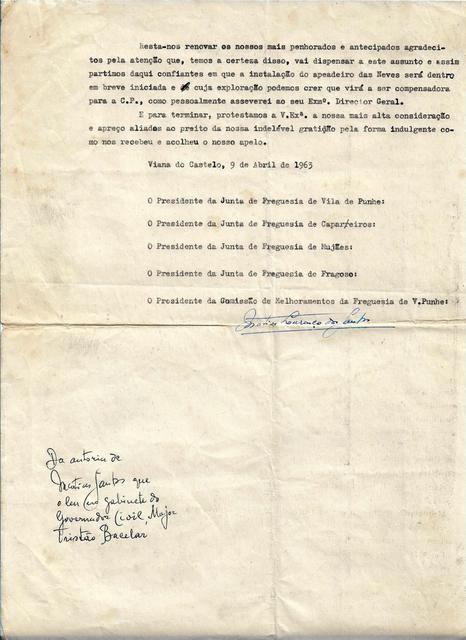 Resta-nos renovar os nossos mais penhorados e antecipados agradeci-
tos pela atenção que, temos a certeza disso, vai dispensar a este assunto e assim
partimos daqui confiantes em que a instalação do apeadeiro das Neves será dentro
em breve iniciada e cuja exploração podemos crer que virá a ser compensadora
para a C.P., como pessoalmente asseverei ao seu Exmº. Director Geral.
E para terminar, protestamos a V.Exª. a nossa mais alta consideração
e apreço aliados ao preito da nossa indelével gratidão pela forma indulgente
como nos recebeu e acolheu o nosso apelo.
Viana do Castelo, 9 de Abril de 1963
O Presidente da Junta de Freguesia de Vila de Punhe:
O Presidente da Junta de Freguesia de Capareiros:
O Presidente da Junta de Freguesia de Mujães:
O Presidente da Junta de Freguesia de Fragoso:
O Presidente da Comissão de Melhoramentos da Freguesia de V.Punhe:
Lourenço dos Santos
Da autoria de
Santos que
o leu no gabinete do
Governador Civil, Major
Tristão Bacelar